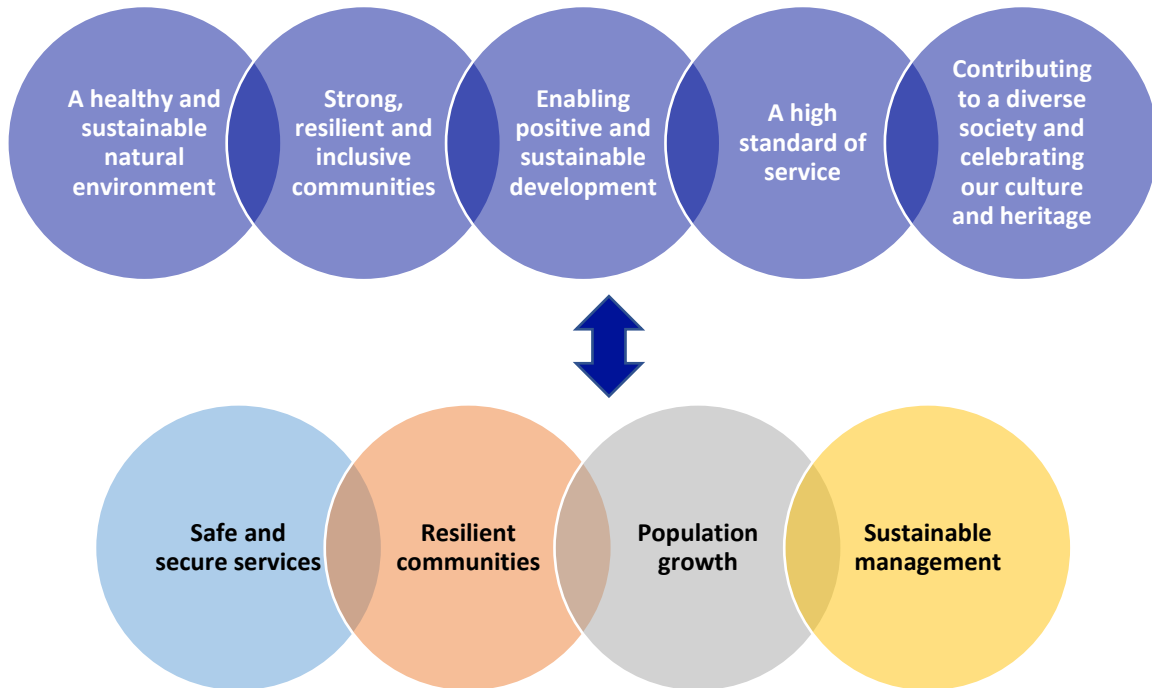 A healthy and
sustainable
natural
environment
Strong,
resilient and
inclusive
communities
Enabling
positive and
sustainable
development
A high
standard of
service
Contributing
to a diverse
society and
celebrating
our culture
and heritage
Safe and
secure services
Resilient
communities
Population
growth
Sustainable
management